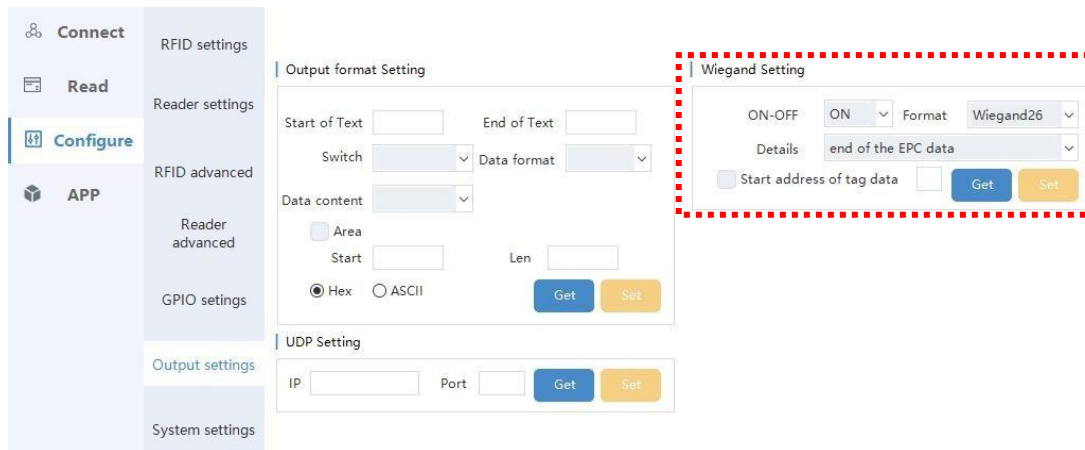 Connect
Read
Configure
APP
RFID settings
Reader settings
RFID advanced
Reader
advanced
GPIO setings
Output settings
System settings
Output format Setting
Start of Text End of Text
Switch Data format
Data content
Area
Start Len
Hex ASCII Get Set
UDP Setting
IP Port Get Set
Wiegand Setting
ON-OFF ON Format Wiegand26
Details end of the EPC data
Start address of tag data Get Set